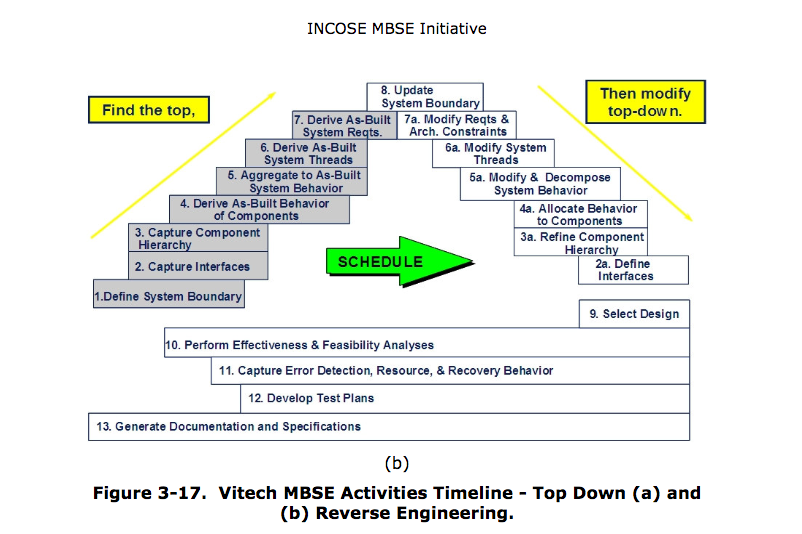 INCOSE MBSE Initiative
Find the top,
Then modify
top-down.
8. Update
System Boundary
7. Derive As-Built
System Reqts.
7a. Modify Reqts &
Arch. Constraints
6. Derive As-Built
System Threads
6a. Modify System
Threads
5. Aggregate to As-Built
System Behavior
5a. Modify & Decompose
System Behavior
4. Derive As-Built Behavior
of Components
4a. Allocate Behavior
to Components
3. Capture Component
Hierarchy
3a. Refine Component
Hierarchy
2. Capture Interfaces
SCHEDULE
2a. Define
Interfaces
1.Define System Boundary
9. Select Design
10. Perform Effectiveness & Feasibility Analyses
11. Capture Error Detection, Resource, & Recovery Behavior
12. Develop Test Plans
13. Generate Documentation and Specifications
(b)
Figure 3-17. Vitech MBSE Activities Timeline - Top Down (a) and
(b) Reverse Engineering.